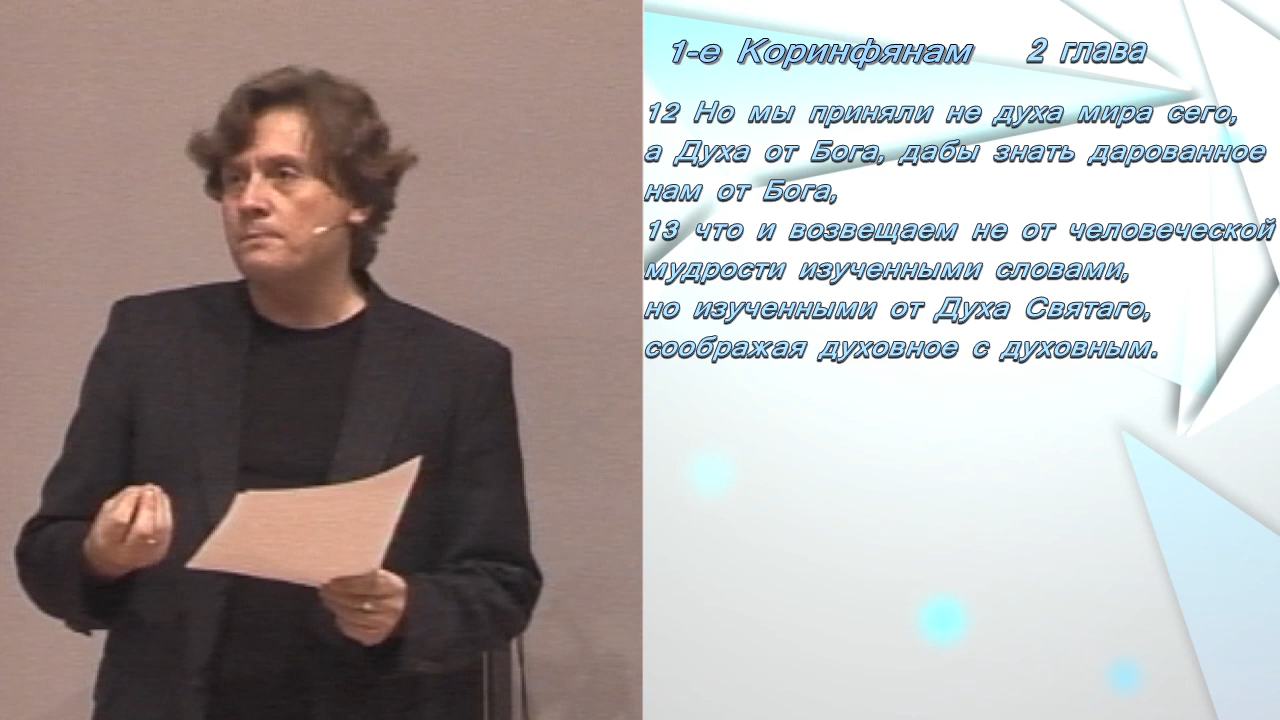 1-е Коринфянам 2 глава
12 Но мы приняли не духа мира сего,
а Духа от Бога, дабы знать дарованное
нам от Бога,
13 что и возвещаем не от человеческой
мудрости изученными словами,
но изученными от Духа Святаго,
соображая духовное с духовным.